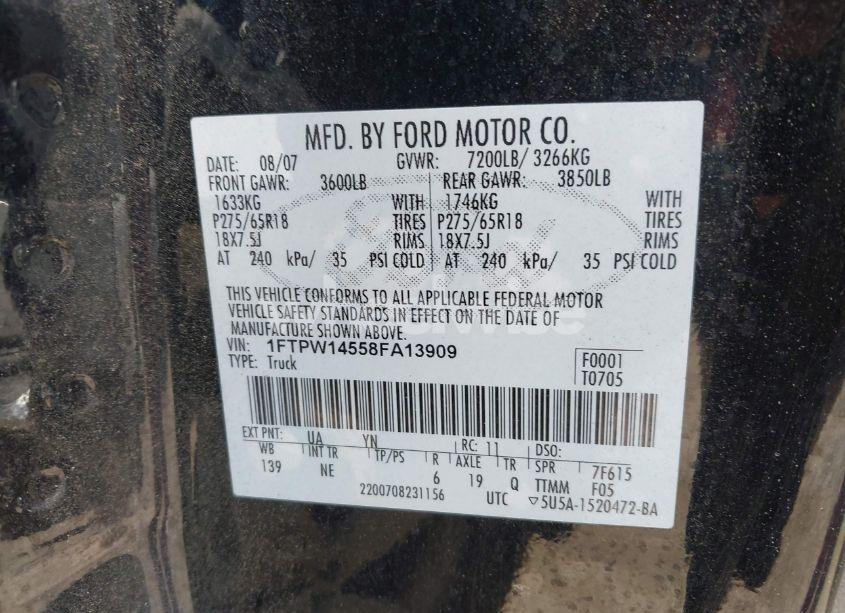 MFD. BY FORD MOTOR CO.
DATE: 08/07 GVWR: 7200LB/ 3266KG
FRONT GAWR: 3600LB REAR GAWR: 3850LB
1633KG WITH 1746KG WITH
P275/65R18 TIRES P275/65R18 TIRES
18X7.5J RIMS 18X7.5J RIMS
AT 240 kPa/ 35 PSI COLD AT 240 kPa/ 35 PSI COLD
THIS VEHICLE CONFORMS TO ALL APPLICABLE FEDERAL MOTOR
VEHICLE SAFETY STANDARDS IN EFFECT ON THE DATE OF
MANUFACTURE SHOWN ABOVE.
VIN: 1FTPW14558FA13909
TYPE: Truck
F0001
T0705
EXT PNT: UA YN RC: 11 DSO:
WB INT TR TP/PS R AXLE TR SPR 7F615
139 NE 6 19 Q TTMM F05
2200708231156 UTC ▽5U5A-1520472-BA